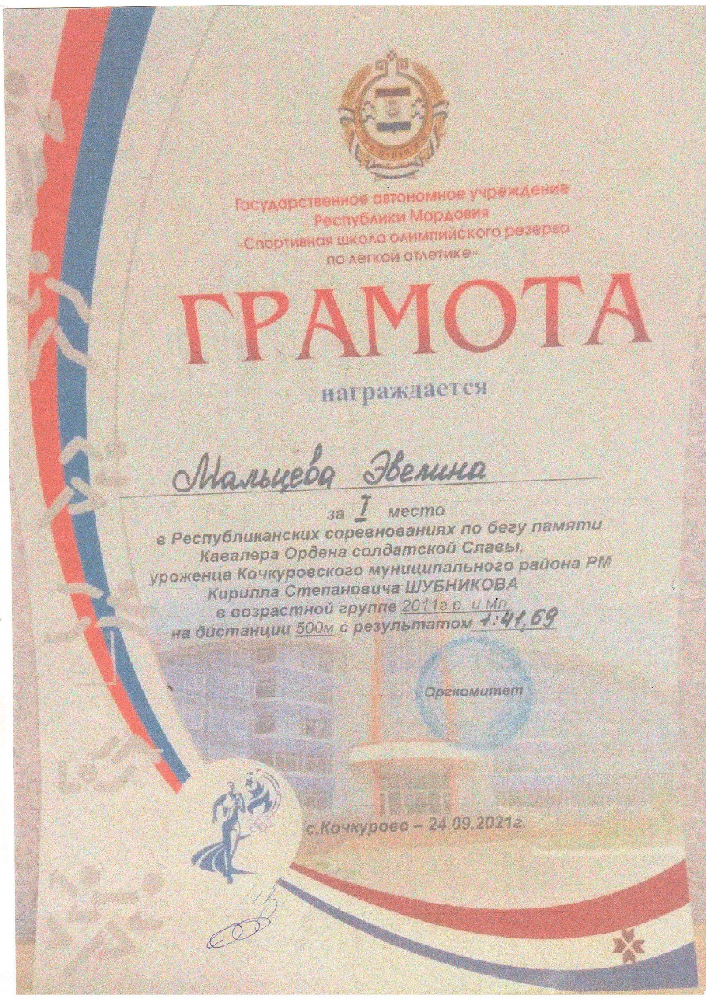 Государственное автономное учреждение
Республики Мордовия
«Спортивная школа олимпийского резерва
по легкой атлетике»
ГРАМОТА
награждается
Мальцева Эвелина
за I место
в Республиканских соревнованиях по бегу памяти
Кавалера Ордена солдатской Славы,
уроженца Кочкуровского муниципального района РМ
Кирилла Степановича ШУБНИКОВА
в возрастной группе 2011г.р. и мл.
на дистанции 500м с результатом 1:41,69
Оргкомитет
с.Кочкурово – 24.09.2021г.